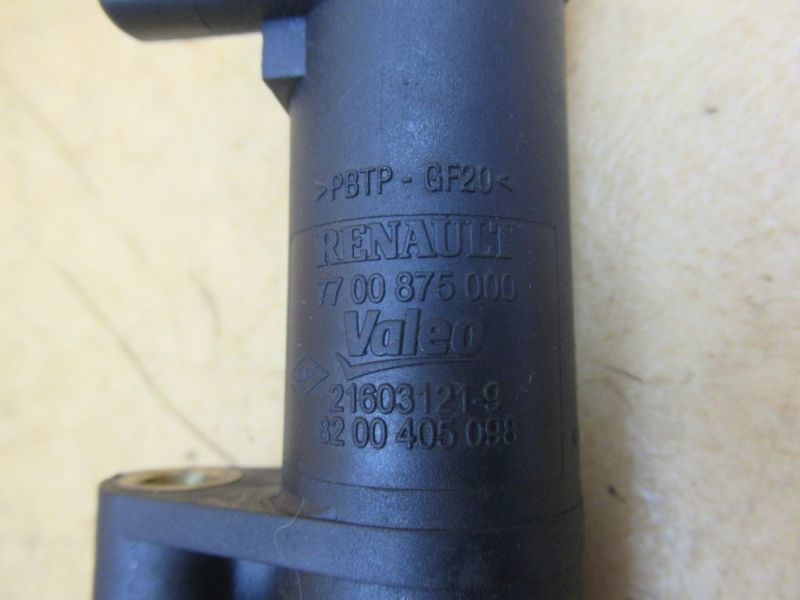 >PBTP - GF20<
RENAULT
77 00 875 000
Valeo
21603121-9
82 00 405 098